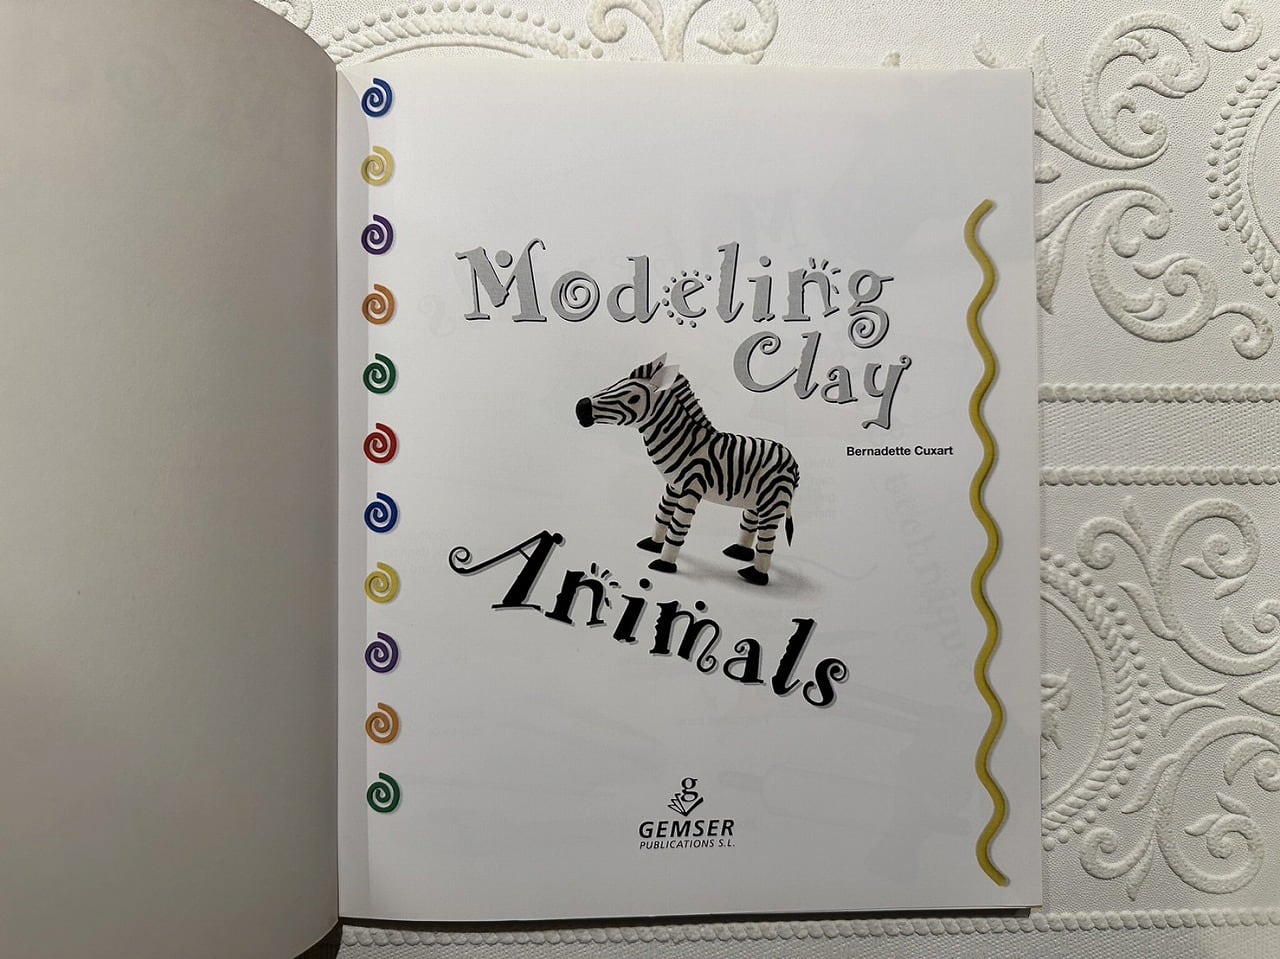 Modeling
Clay
Bernadette Cuxart
Animals
g
GEMSER
PUBLICATIONS S.L.